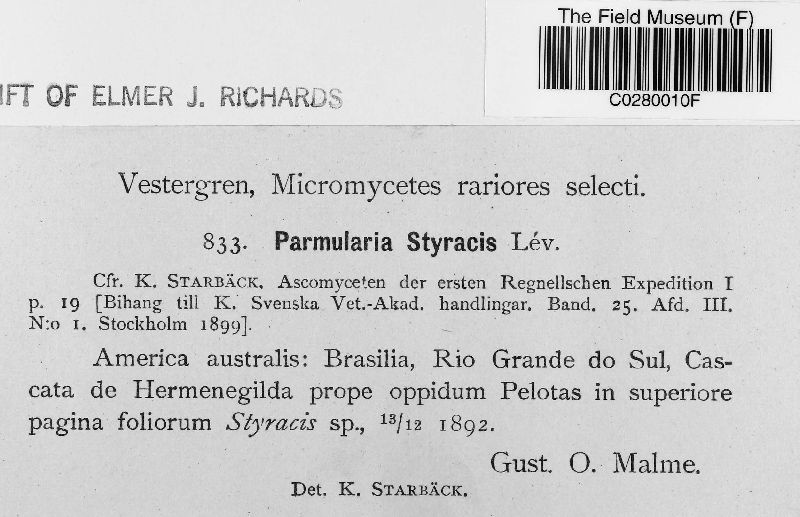 The Field Museum (F)
C0280010F
IFT OF ELMER J. RICHARDS
Vestergren, Micromycetes rariores selecti.
833. Parmularia Styracis Lév.
Cfr. K. STARBÄCK, Ascomyceten der ersten Regnellschen Expedition I
p. 19 [Bihang till K. Svenska Vet.-Akad. handlingar. Band. 25. Afd. III.
N:o 1. Stockholm 1899].
America australis: Brasilia, Rio Grande do Sul, Cas-
cata de Hermenegilda prope oppidum Pelotas in superiore
pagina foliorum Styracis sp., 13/12 1892.
Gust. O. Malme.
Det. K. STARBÄCK.